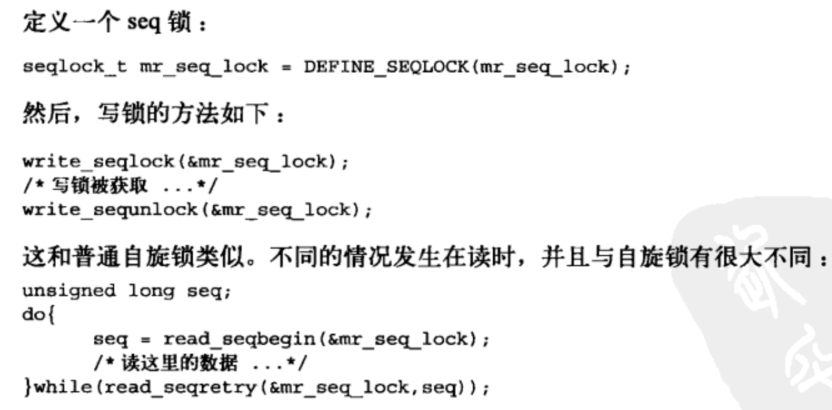 定义一个 seq 锁：
seqlock_t mr_seq_lock = DEFINE_SEQLOCK(mr_seq_lock);
然后，写锁的方法如下：
write_seqlock(&mr_seq_lock);
/* 写锁被获取 ...*/
write_sequnlock(&mr_seq_lock);
这和普通自旋锁类似。不同的情况发生在读时，并且与自旋锁有很大不同：
unsigned long seq;
do{
seq = read_seqbegin(&mr_seq_lock);
/* 读这里的数据 ...*/
}while(read_seqretry(&mr_seq_lock,seq));